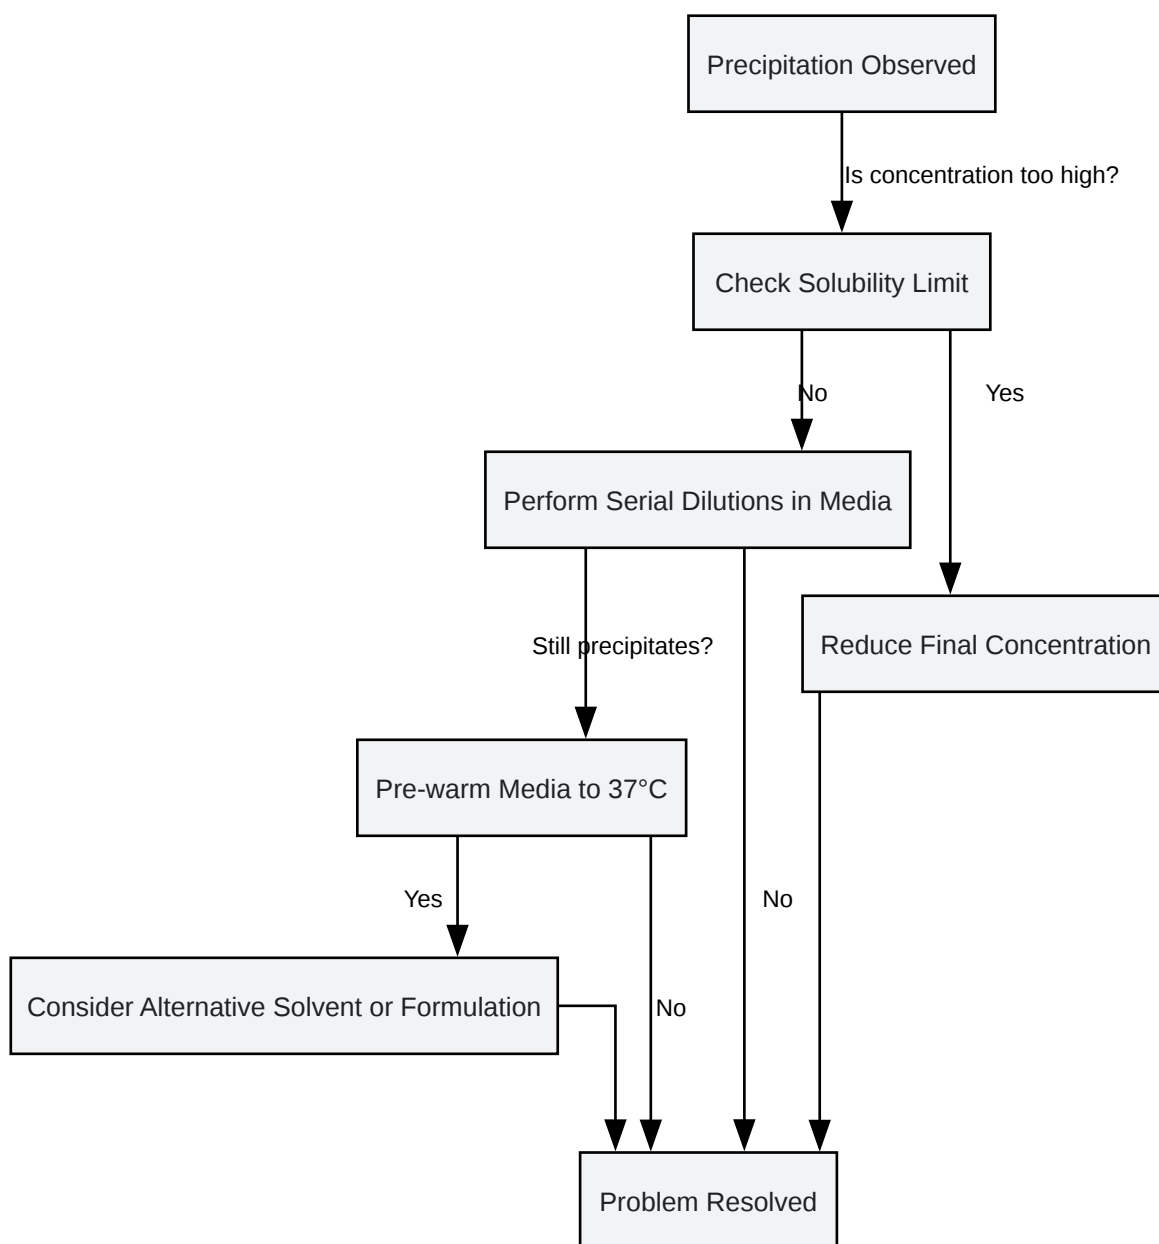 Precipitation Observed
Is concentration too high?
Check Solubility Limit
No
Yes
Perform Serial Dilutions in Media
Still precipitates?
Reduce Final Concentration
Pre-warm Media to 37°C
Yes
No
Consider Alternative Solvent or Formulation
No
Problem Resolved